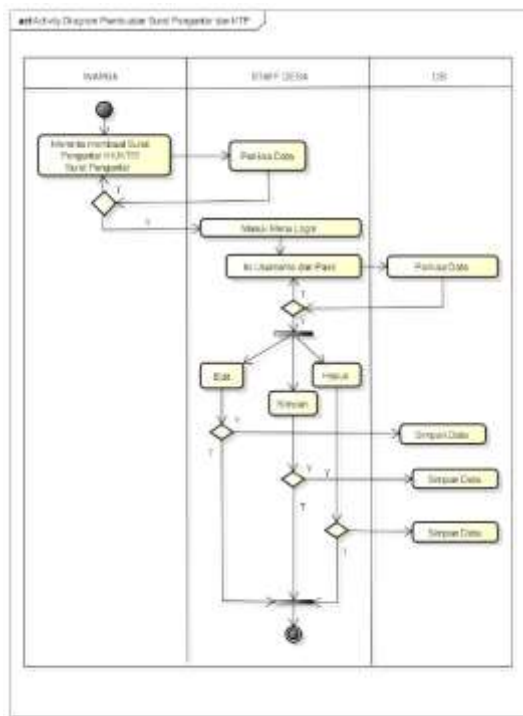 act Activity Diagram Pembuatan Surat Pengantar dan KTP
WARGA
STAFF DESA
DB
Meminta membuat Surat
Pengantar
Surat Pengantar
Periksa Data
T
Y
Masuk Menu Login
Isi Username dan Pass
Periksa Data
T
Y
Edit
Simpan
Hapus
Y
T
Simpan Data
Y
T
Y
Simpan Data
T
Simpan Data